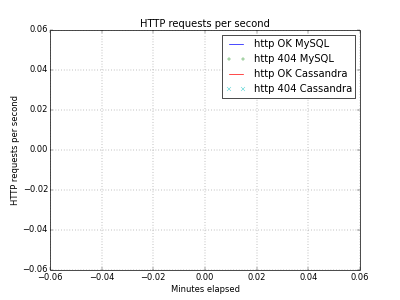 HTTP requests per second
http OK MySQL
http 404 MySQL
http OK Cassandra
http 404 Cassandra
HTTP requests per second
0.06
0.04
0.02
0.00
−0.02
−0.04
−0.06
−0.06 −0.04 −0.02 0.00 0.02 0.04 0.06
Minutes elapsed